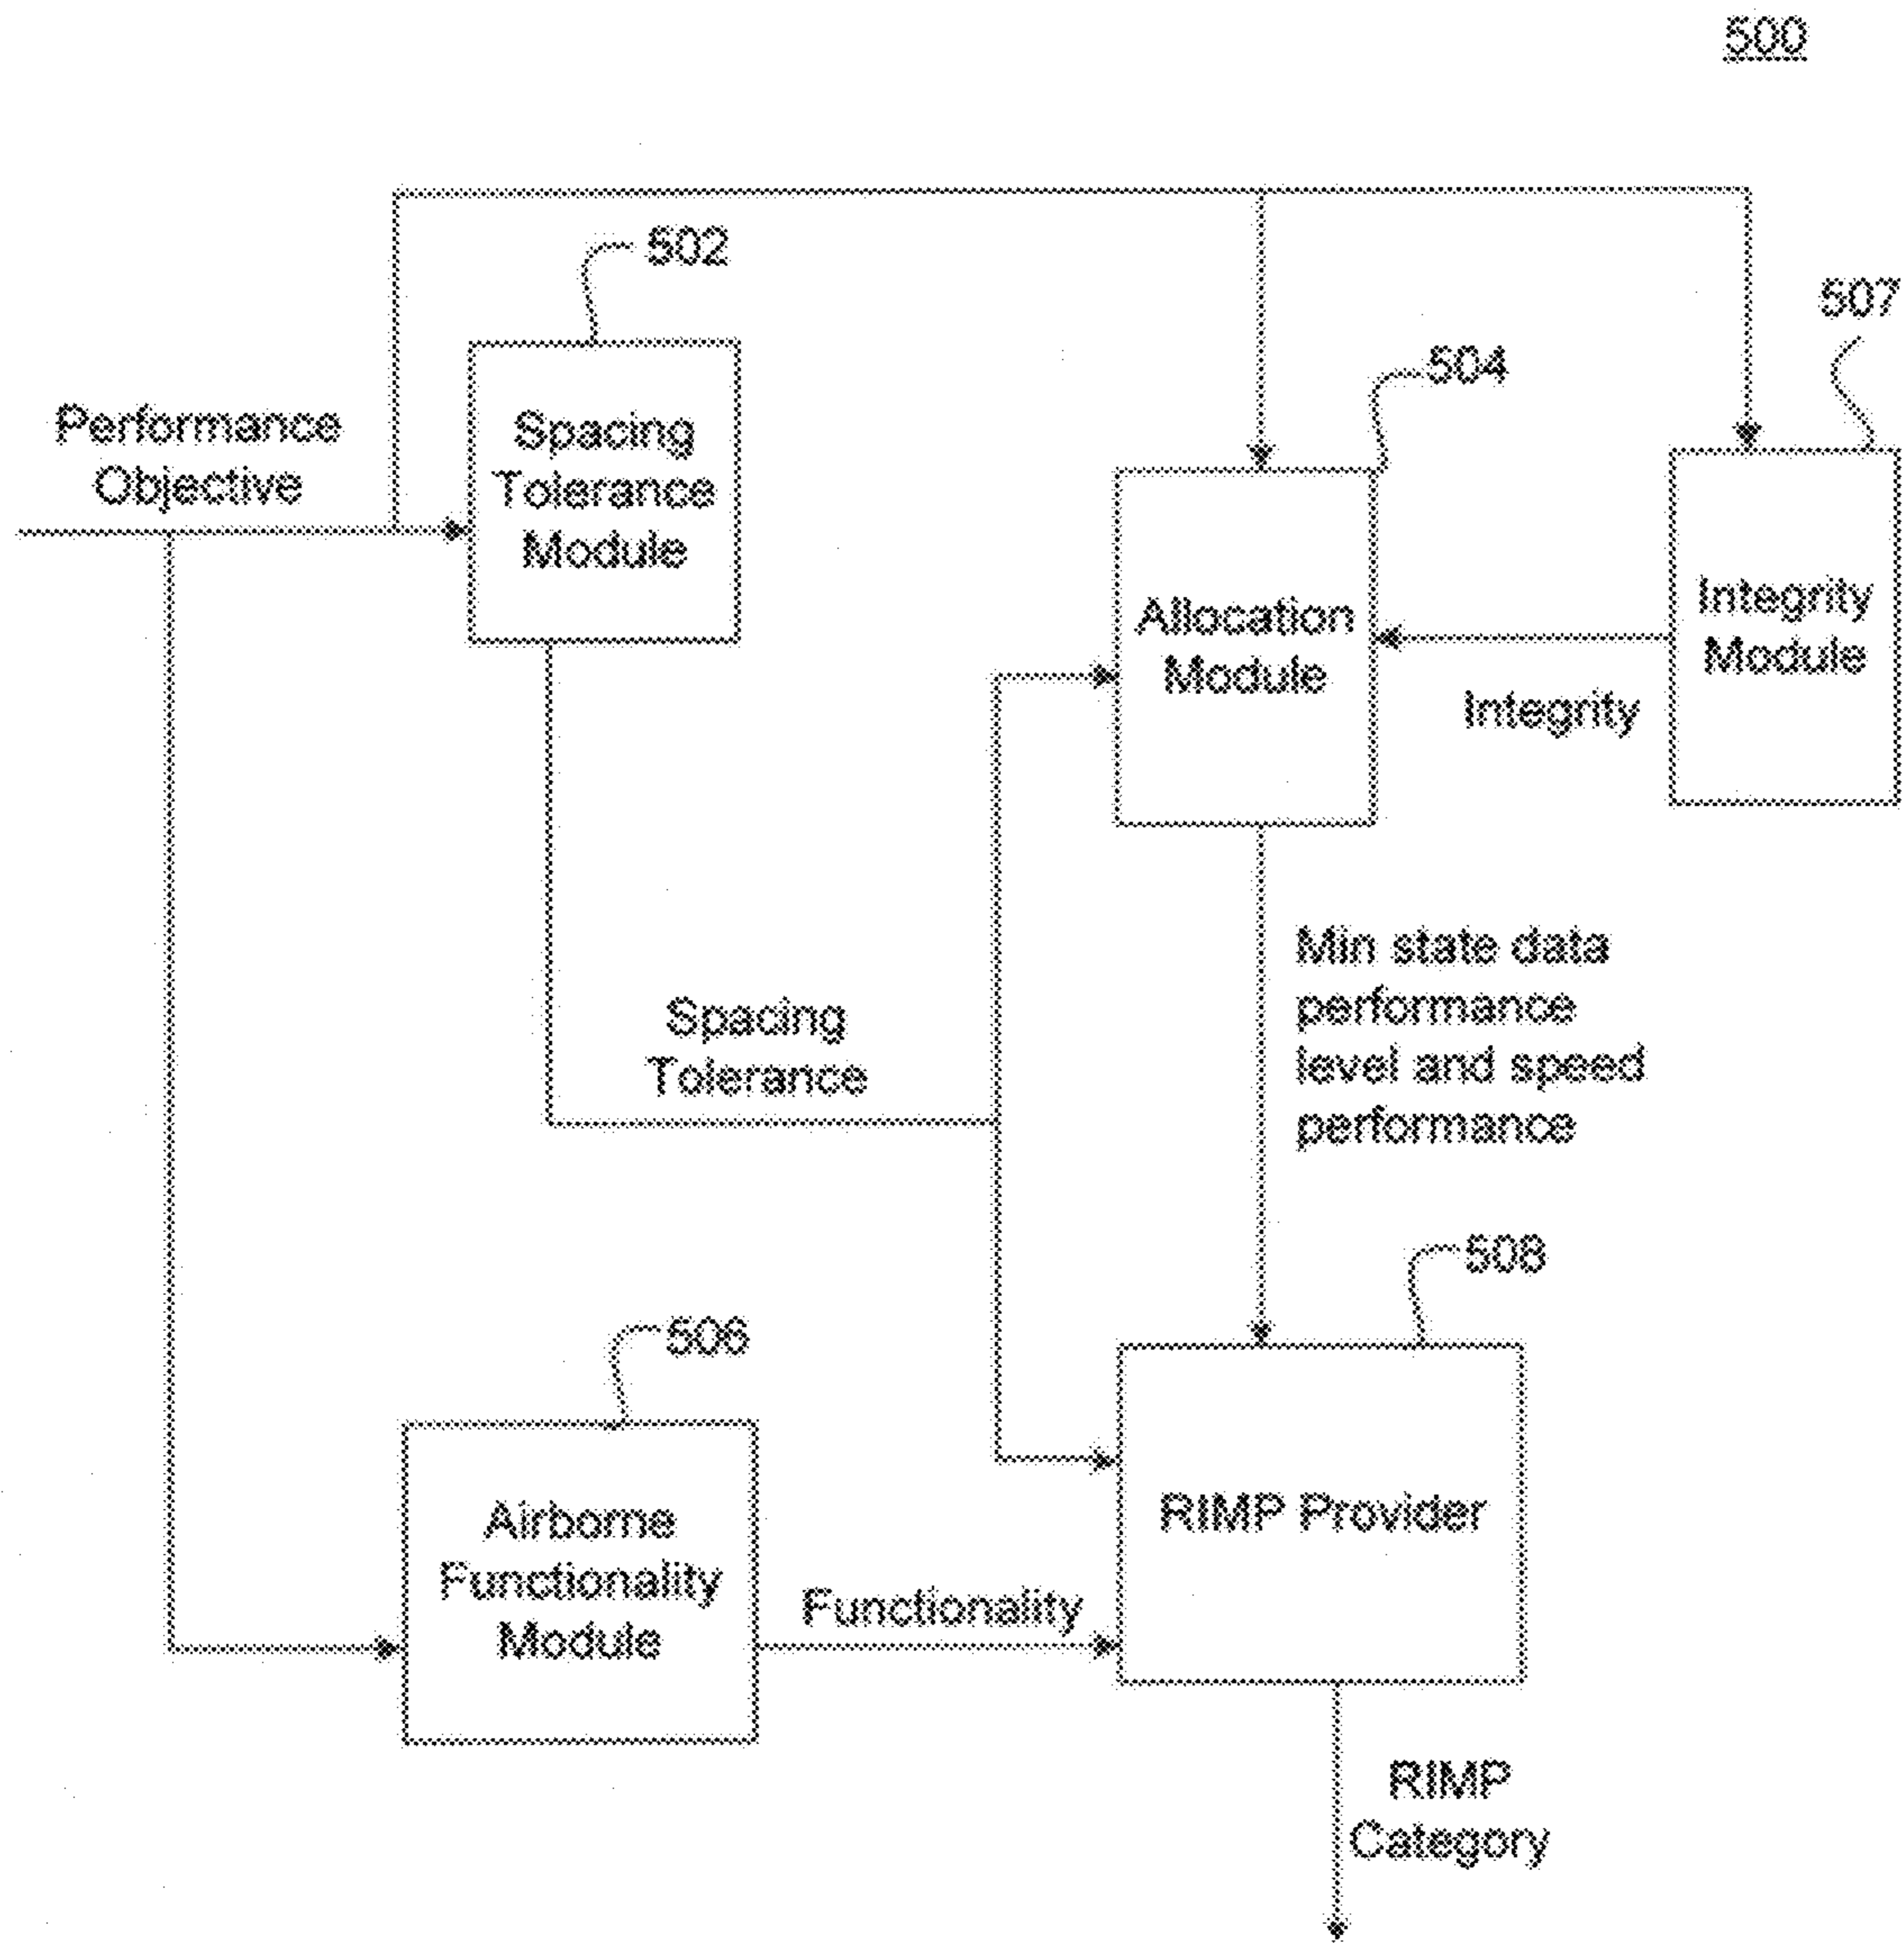 500
502
507
504
Performance
Objective
Spacing
Tolerance
Module
Allocation
Module
Integrity
Module
Integrity
Min state data
performance
level and speed
performance
Spacing
Tolerance
508
506
RIMP Provider
Airborne
Functionality
Module
Functionality
RIMP
Category